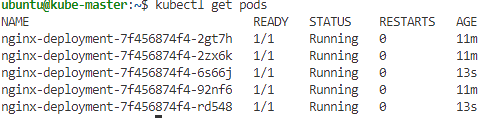 ubuntu@kube-master:~$ kubectl get pods
NAME READY STATUS RESTARTS AGE
nginx-deployment-7f456874f4-2gt7h 1/1 Running 0 11m
nginx-deployment-7f456874f4-2zx6k 1/1 Running 0 11m
nginx-deployment-7f456874f4-6s66j 1/1 Running 0 13s
nginx-deployment-7f456874f4-92nf6 1/1 Running 0 11m
nginx-deployment-7f456874f4-rd548 1/1 Running 0 13s